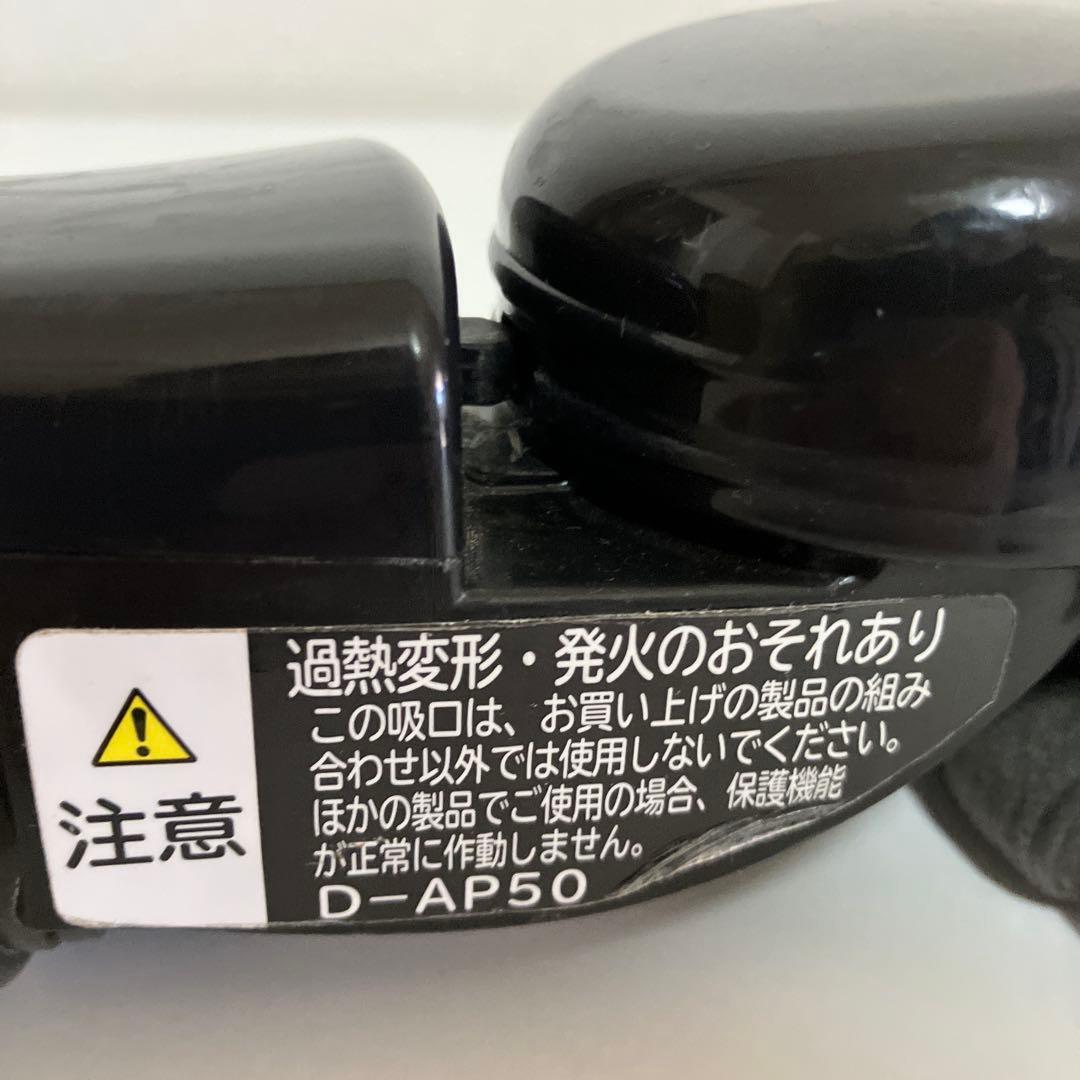 注意
過熱変形・発火のおそれあり
この吸口は、お買い上げの製品の組み
合わせ以外では使用しないでください。
ほかの製品でご使用の場合、保護機能
が正常に作動しません。
D-AP50